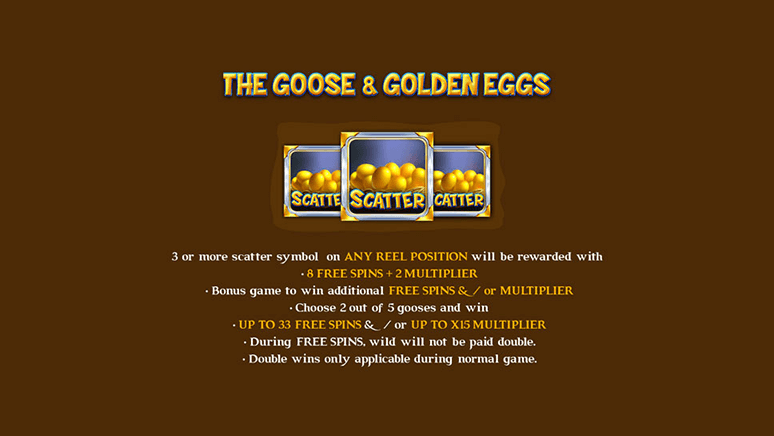 THE GOOSE & GOLDEN EGGS
SCATTE SCATTER CATTER
3 or more scatter symbol on ANY REEL POSITION will be rewarded with
· 8 FREE SPINS + 2 MULTIPLIER
· Bonus game to win additional FREE SPINS &_/ or MULTIPLIER
· Choose 2 out of 5 gooses and win
· UP TO 33 FREE SPINS &_ / or UP TO X15 MULTIPLIER
· During FREE SPINS, wild will not be paid double.
· Double wins only applicable during normal game.